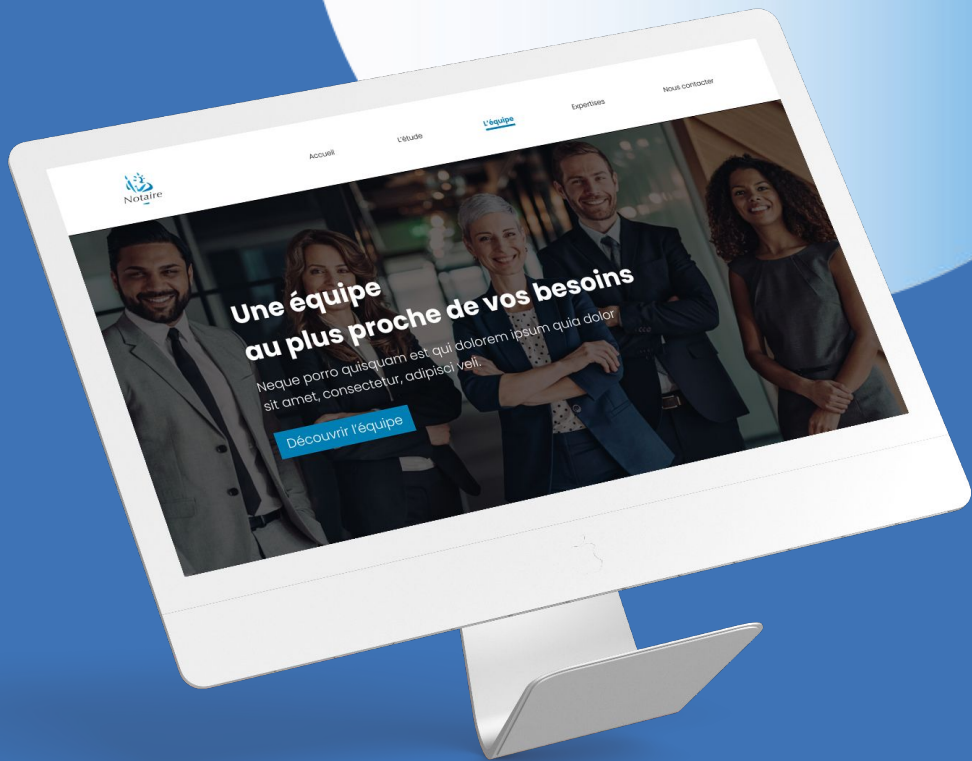 Notaire
Accueil
L'étude
L'équipe
Expertises
Nous contacter
Une équipe
au plus proche de vos besoins
Neque porro quisquam est qui dolorem ipsum quia dolor
sit amet, consectetur, adipisci veli.
Découvrir l'équipe